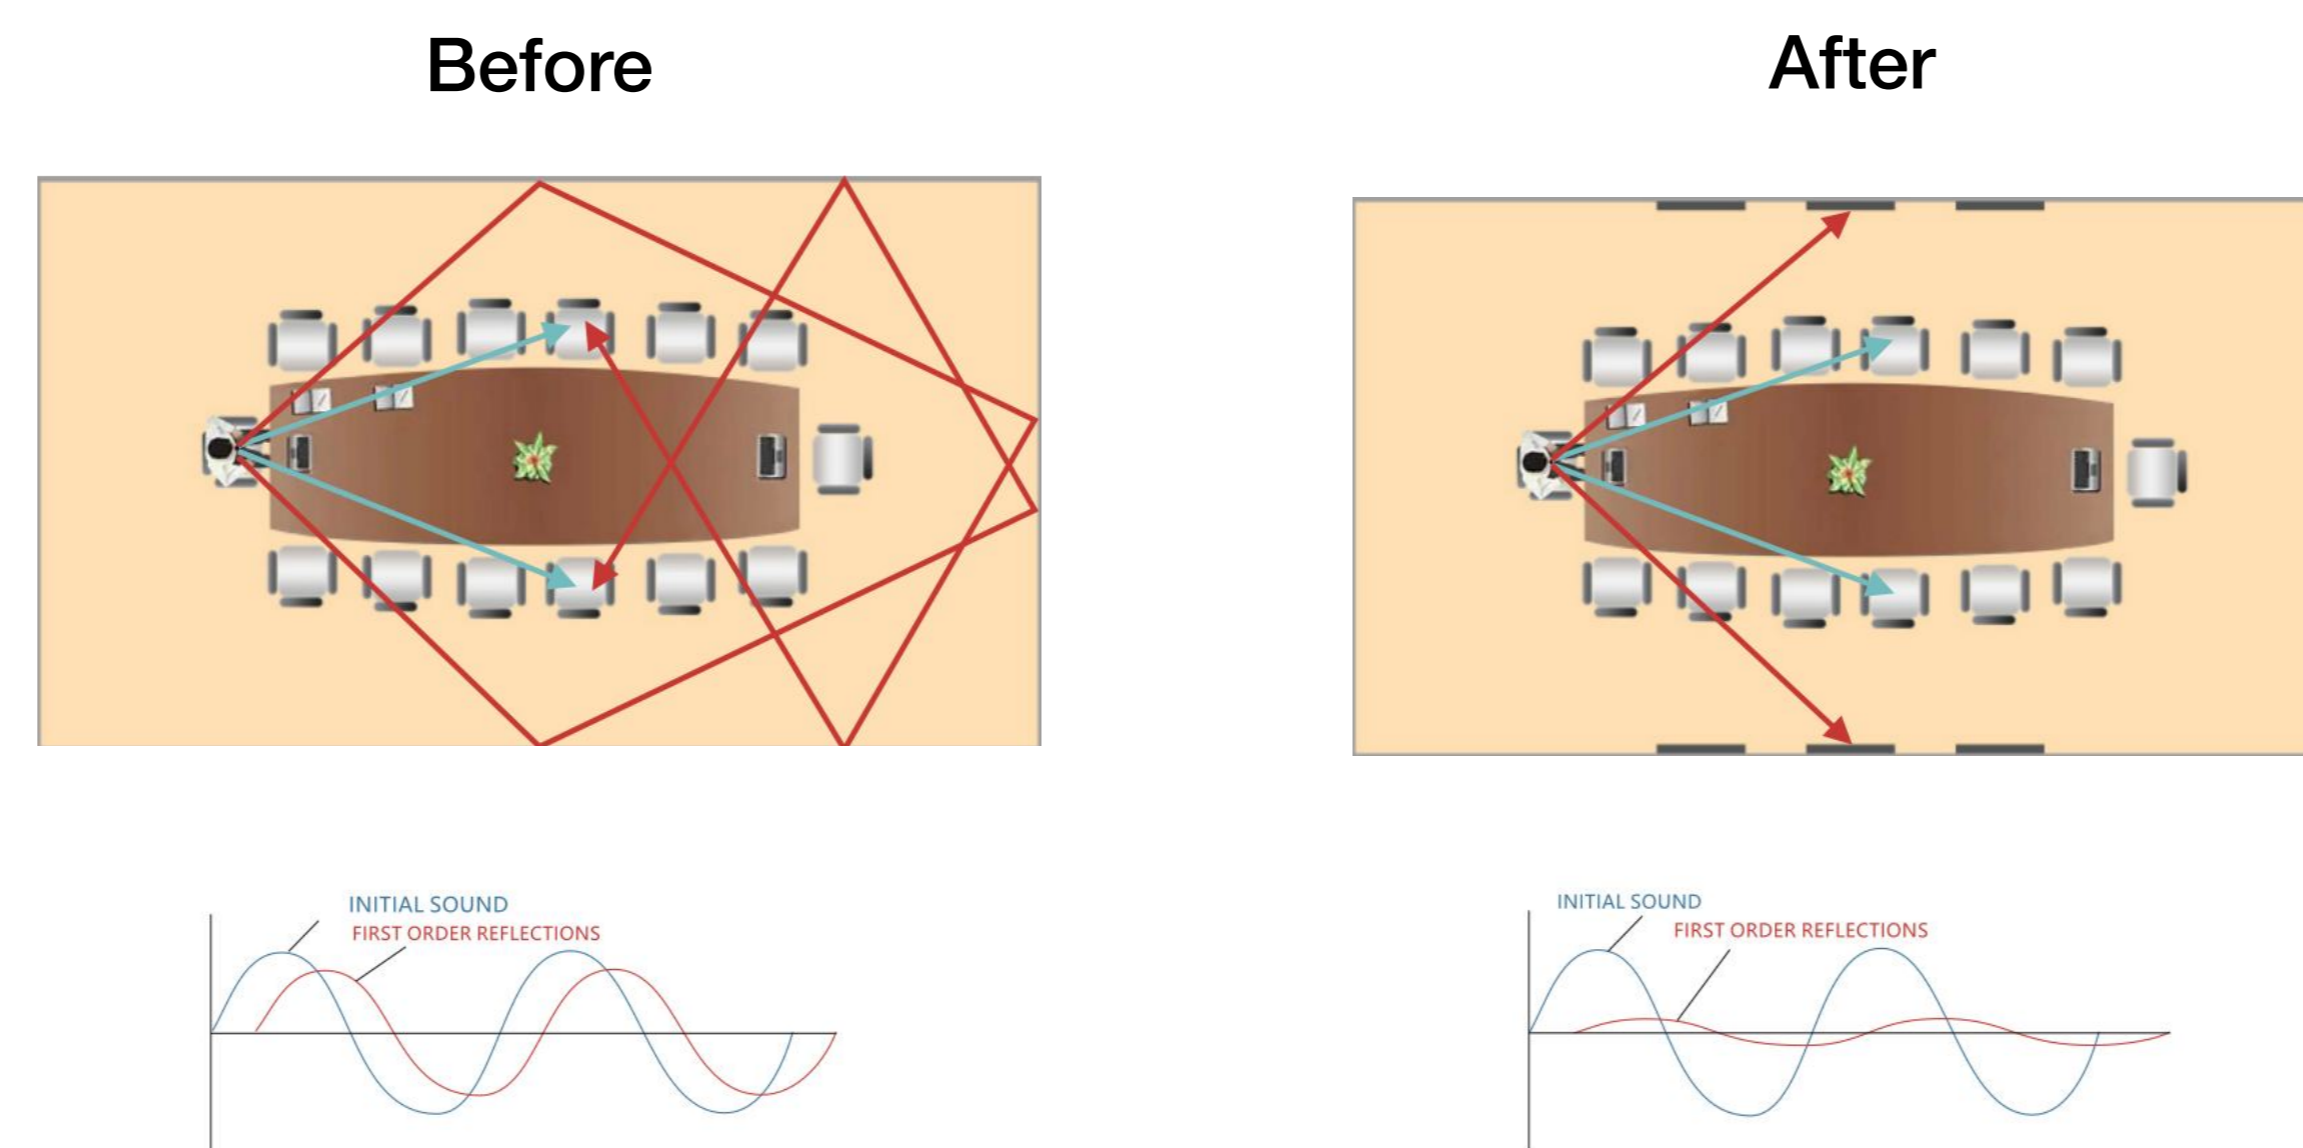 Before
After
INITIAL SOUND
FIRST ORDER REFLECTIONS
INITIAL SOUND
FIRST ORDER REFLECTIONS